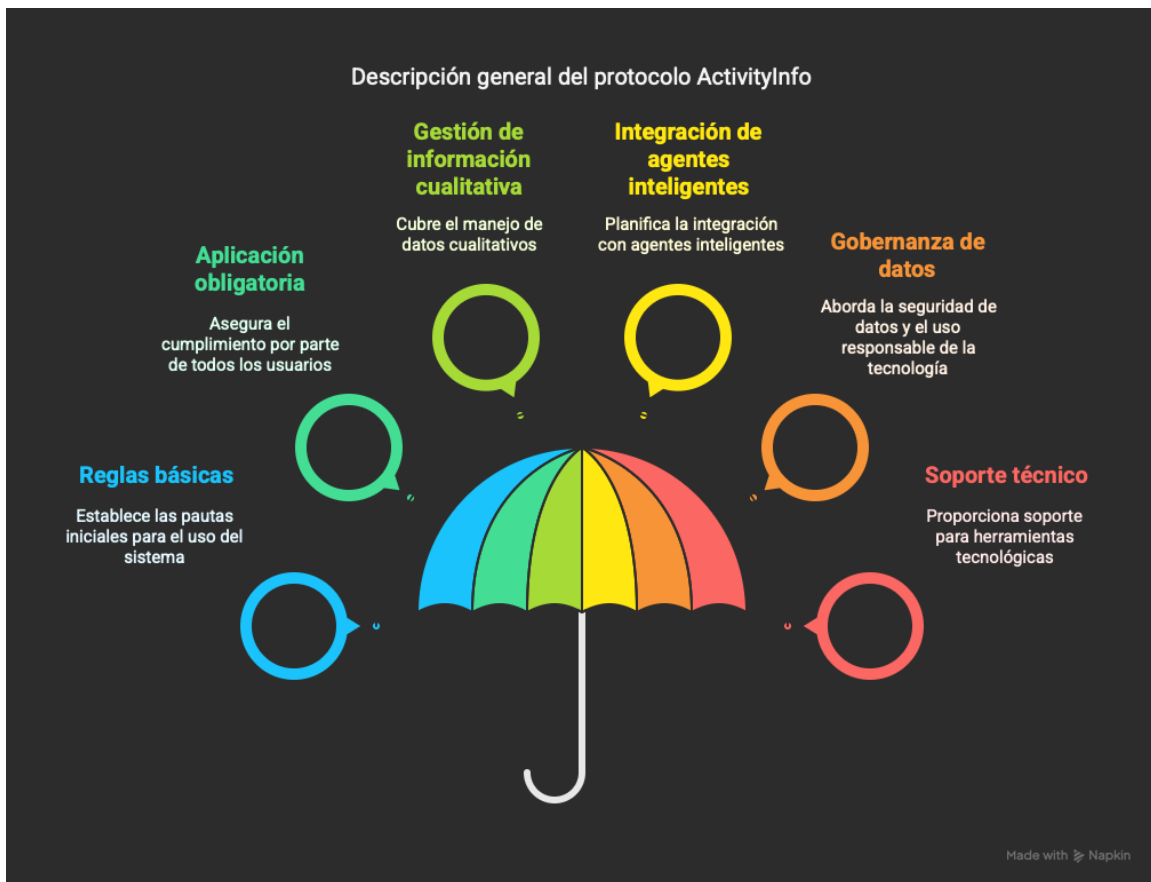 Descripción general del protocolo ActivityInfo
Gestión de
información
cualitativa
Cubre el manejo de
datos cualitativos
Integración de
agentes
inteligentes
Planifica la integración
con agentes inteligentes
Aplicación
obligatoria
Asegura el
cumplimiento por parte
de todos los usuarios
Gobernanza de
datos
Aborda la seguridad de
datos y el uso
responsable de la
tecnología
Reglas básicas
Establece las pautas
iniciales para el uso del
sistema
Soporte técnico
Proporciona soporte
para herramientas
tecnológicas
Made with Napkin